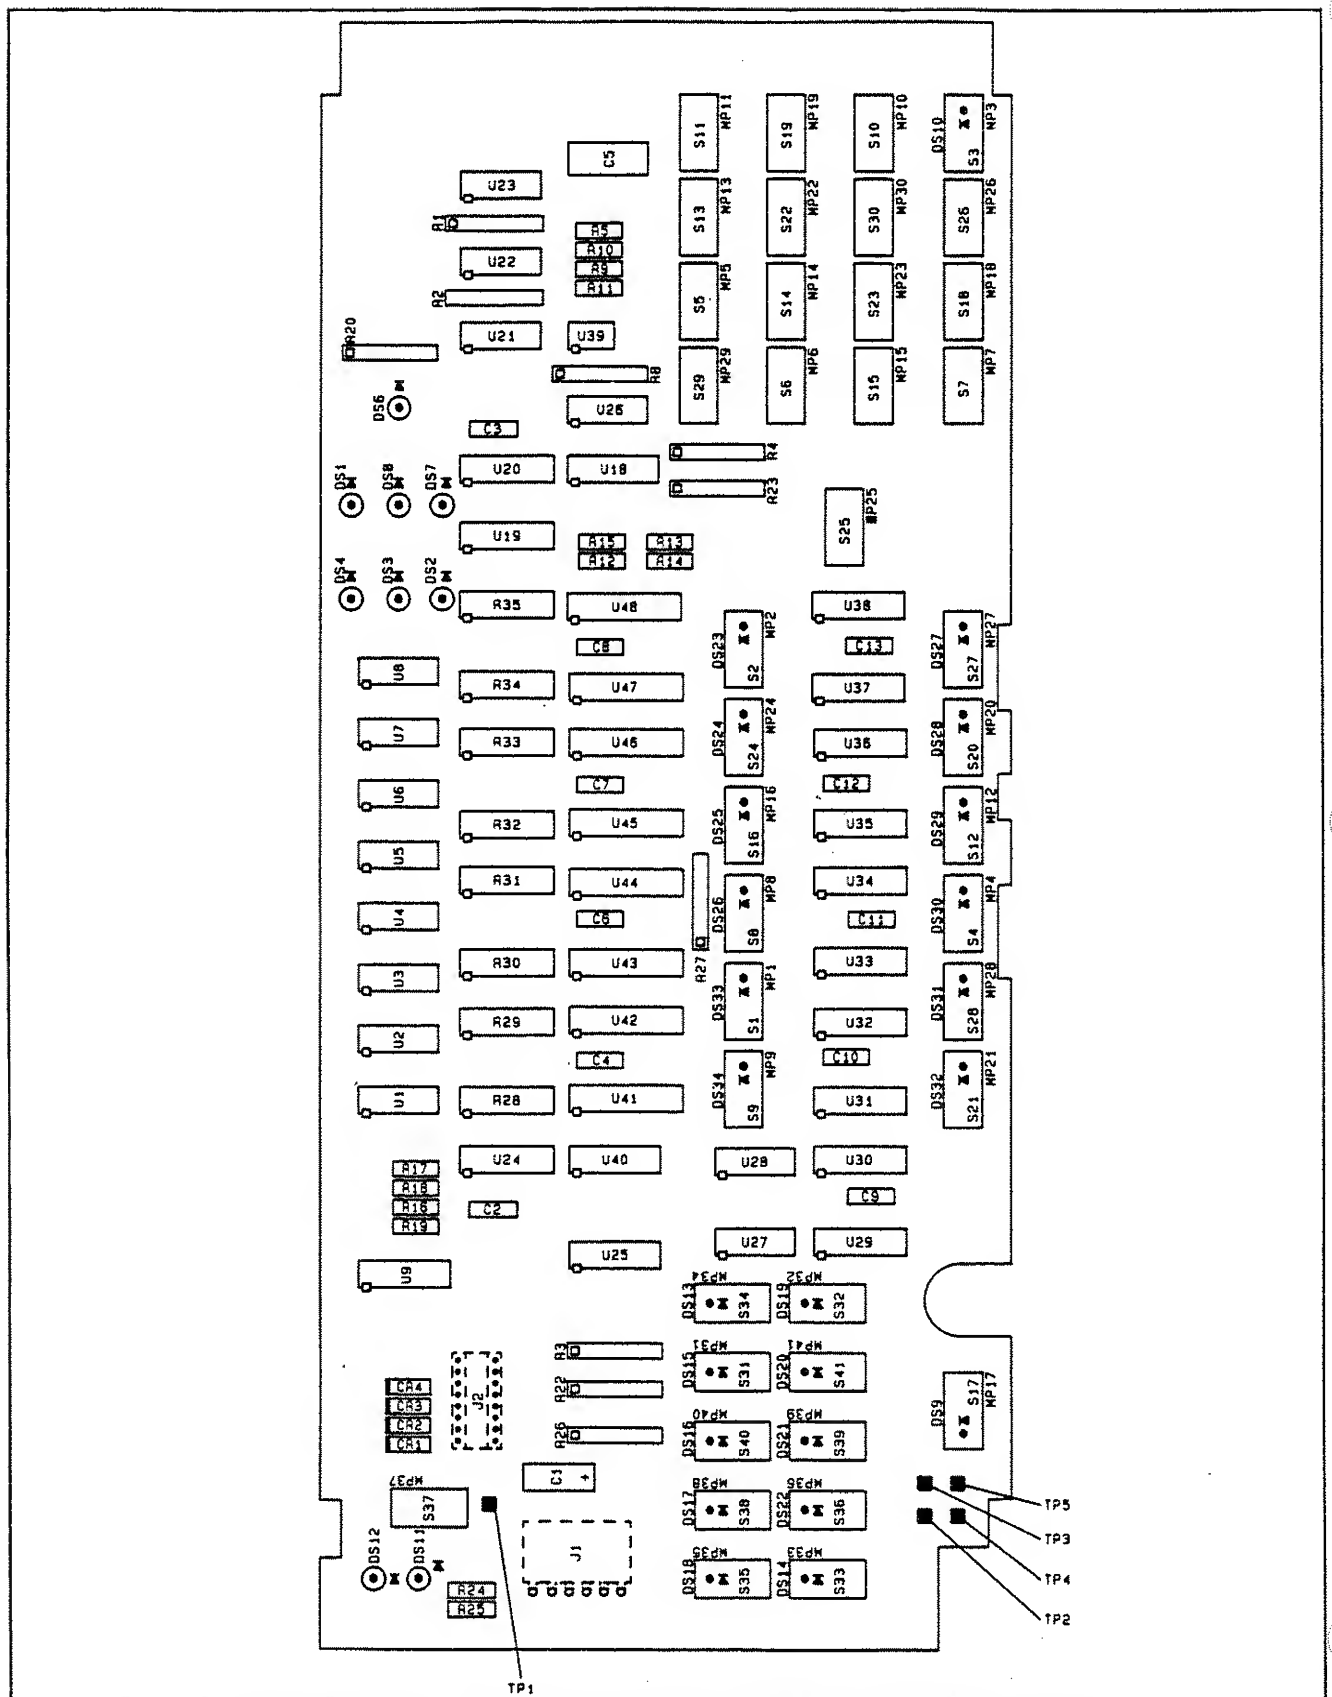 S11
MP11
S19
MP19
S10
MP10
DS10
S3
MP3
C5
U23
R1
S13
MP13
S22
MP22
S30
MP30
S26
MP26
R5
R10
R9
R11
U22
R2
S5
MP5
S14
MP14
S23
MP23
S18
MP18
R20
U21
U39
R8
S29
MP29
S6
MP6
S15
MP15
S7
MP7
DS6
U26
C3
R4
DS1
DS8
DS7
U20
U18
R23
S25
MP25
U19
R15
R13
R12
R14
DS4
DS3
DS2
R35
U48
U38
DS23
S2
MP2
DS27
S27
MP27
C8
C13
U8
R34
U47
U37
DS24
S24
MP24
DS28
S20
MP20
U7
R33
U46
U36
C7
C12
U6
DS25
S16
MP16
DS29
S12
MP12
R32
U45
U35
U5
R31
U44
U34
DS26
S8
MP8
DS30
S4
MP4
U4
C6
C11
R27
U3
R30
U43
U33
DS33
S1
MP1
DS31
S28
MP28
U2
R29
U42
U32
C4
C10
DS34
S9
MP9
DS32
S21
MP21
U1
R28
U41
U31
R17
R18
R16
R19
U24
U40
U28
U30
C2
C9
U25
U27
U29
U9
MP34
DS13
S34
MP32
DS19
S32
R3
MP31
DS15
S31
MP41
DS20
S41
CR4
CR3
CR2
CR1
J2
R22
R26
MP40
DS16
S40
MP39
DS21
S39
DS9
S17
MP17
MP37
S37
C1
+
MP38
DS17
S38
MP36
DS22
S36
TP5
TP3
DS12
DS11
J1
MP35
DS18
S35
MP33
DS14
S33
TP4
R24
R25
TP2
TP1